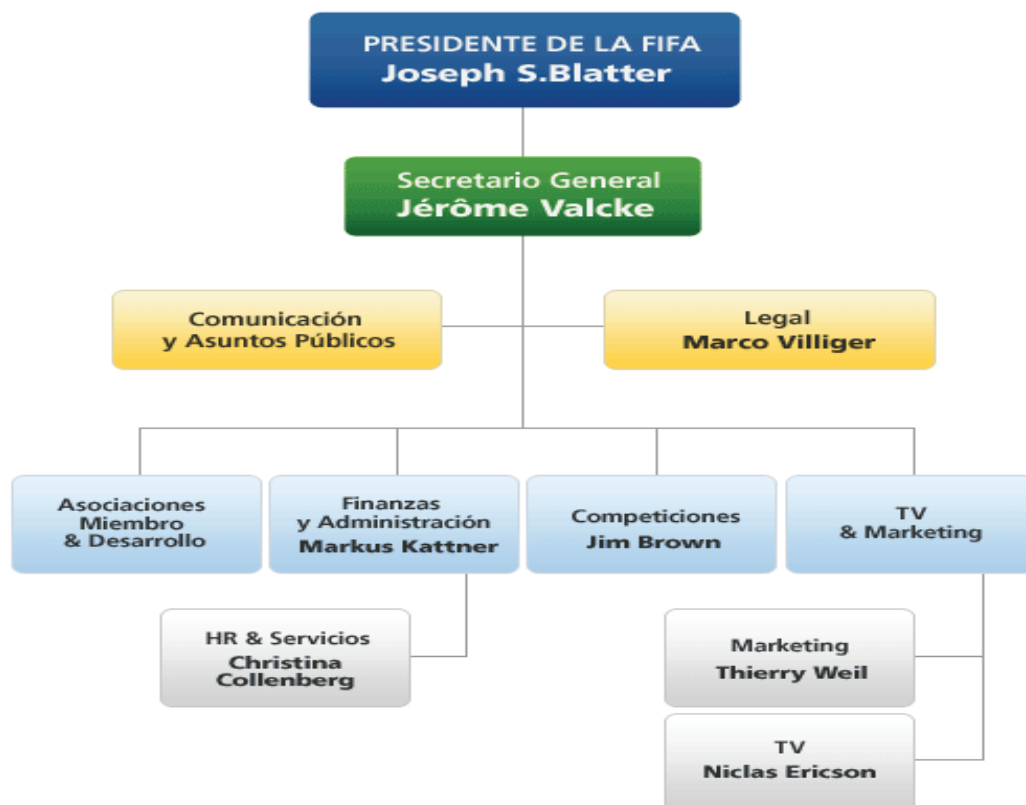 PRESIDENTE DE LA FIFA
Joseph S.Blatter
Secretario General
Jérôme Valcke
Comunicación
y Asuntos Públicos
Legal
Marco Villiger
Asociaciones
Miembro
& Desarrollo
Finanzas
y Administración
Markus Kattner
Competiciones
Jim Brown
TV
& Marketing
HR & Servicios
Christina
Collenberg
Marketing
Thierry Weil
TV
Niclas Ericson